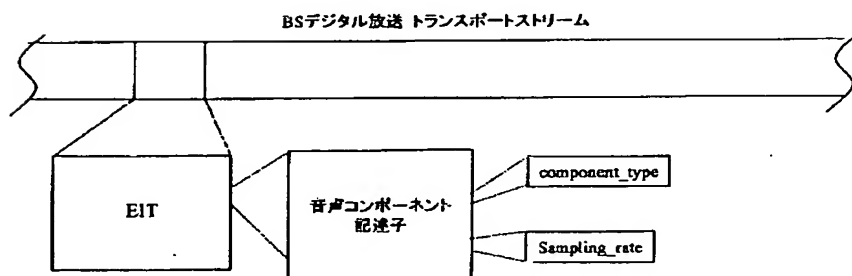 BSデジタル放送 トランスポートストリーム
EIT
音声コンポーネント
記述子
component_type
Sampling_rate